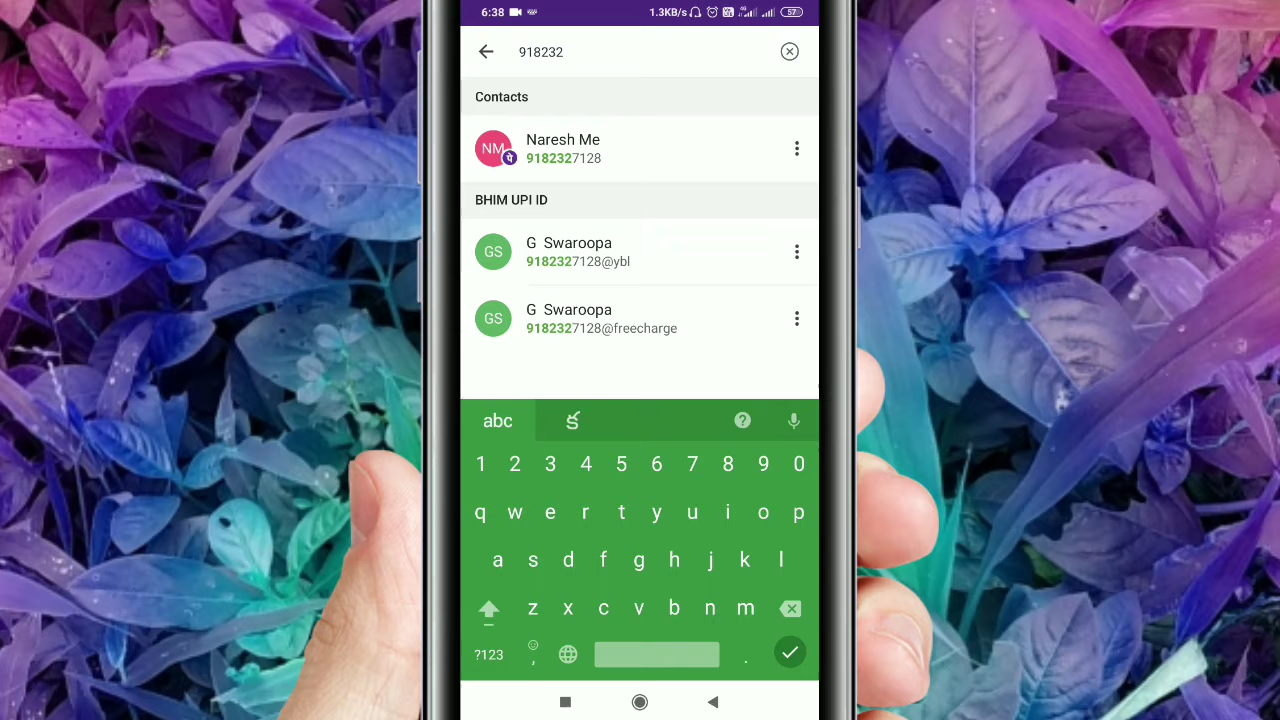 6:38 1.3KB/s 4G 57
918232
Contacts
NM
पे
Naresh Me
9182327128
BHIM UPI ID
GS
G Swaroopa
9182327128@ybl
GS
G Swaroopa
9182327128@freecharge
abc ?
1 2 3 4 5 6 7 8 9 0
q w e r t y u i o p
a s d f g h j k l
z x c v b n m
?123 , .